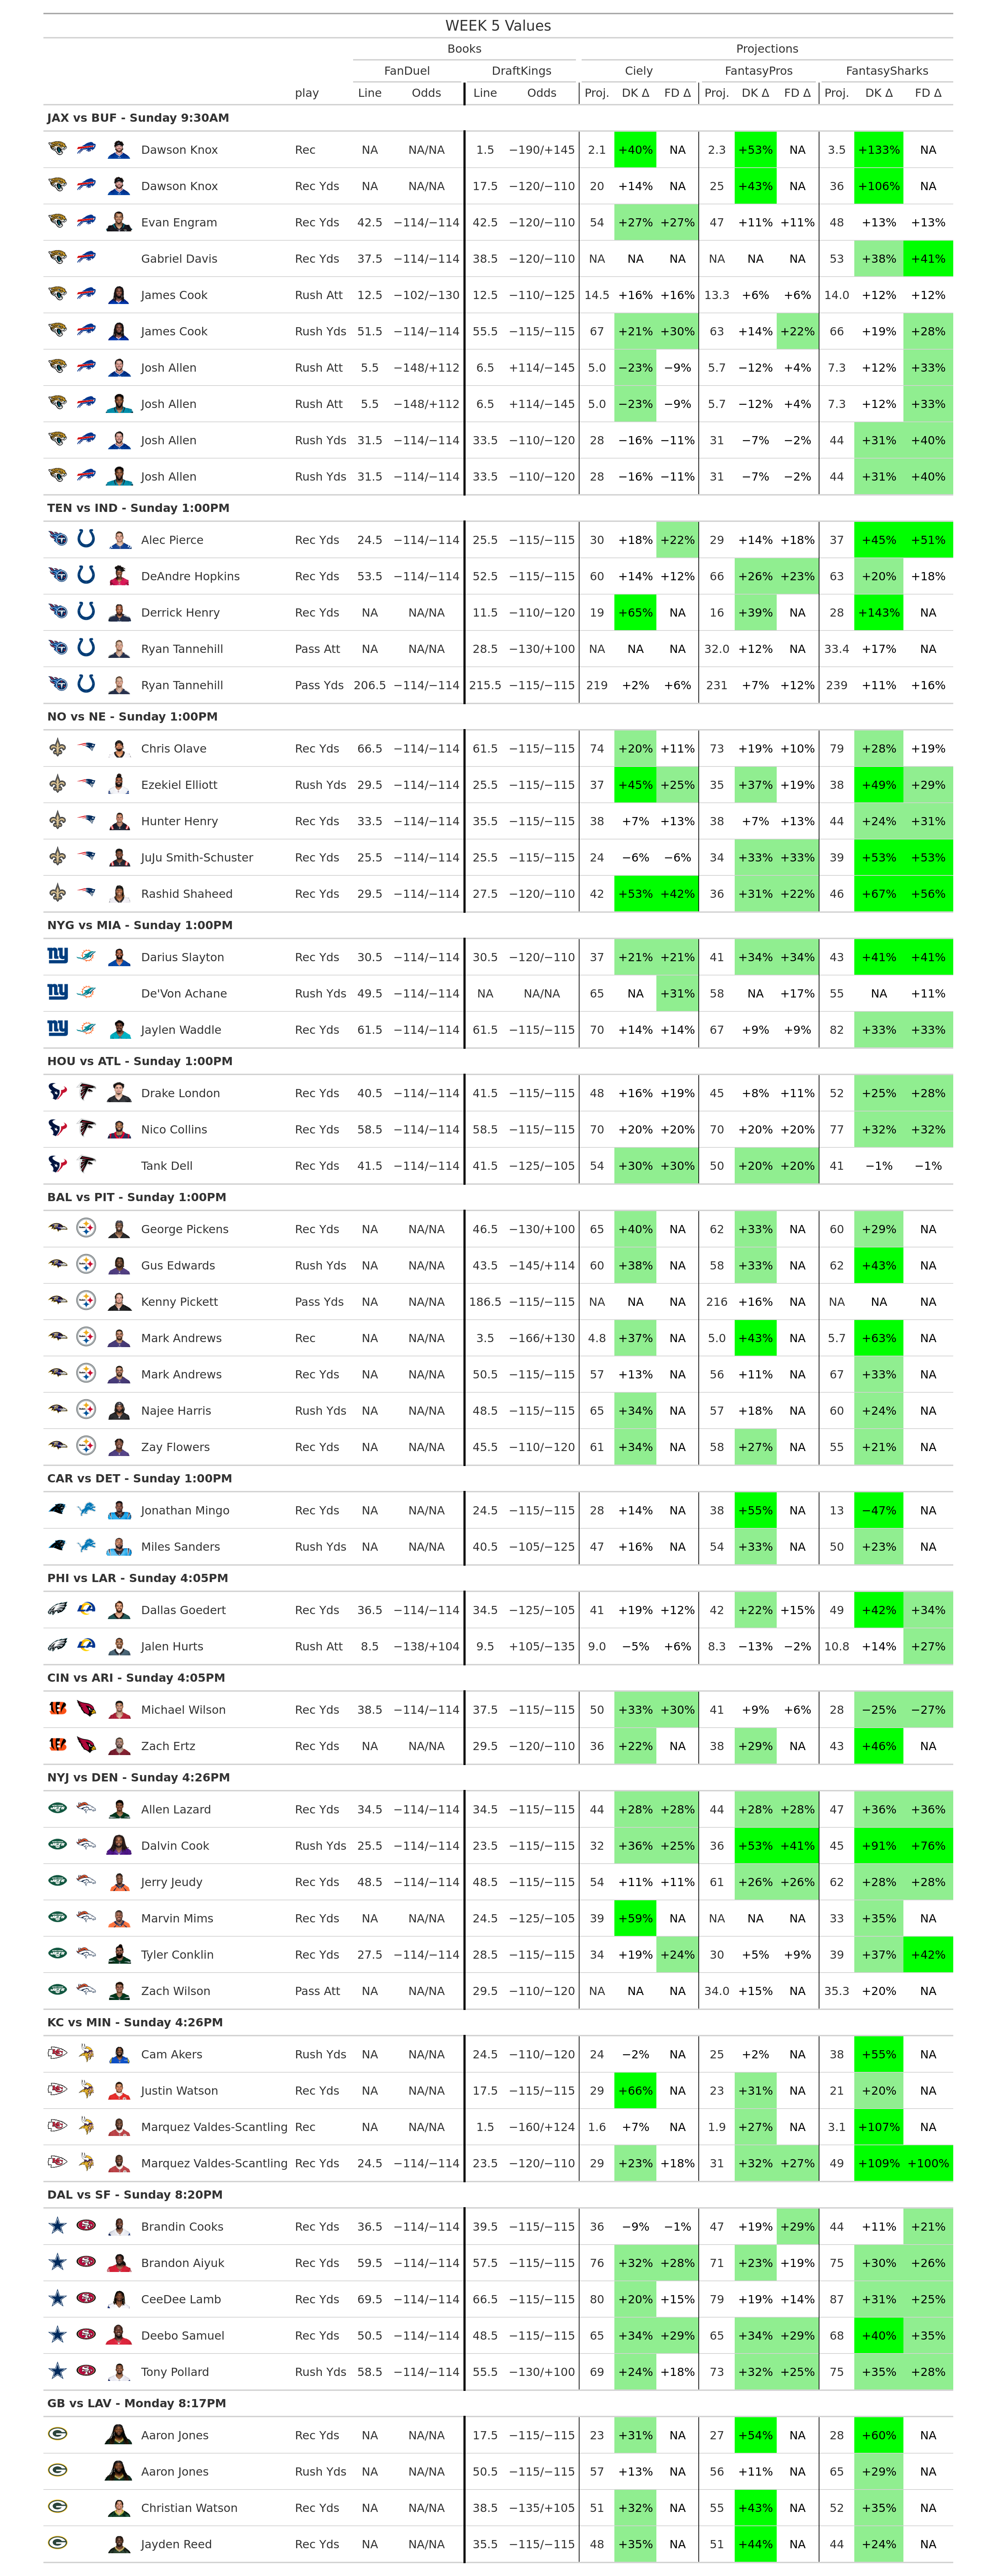 WEEK 5 Values
Books Projections
FanDuel DraftKings Ciely FantasyPros FantasySharks
play Line Odds Line Odds Proj. DK Δ FD Δ Proj. DK Δ FD Δ Proj. DK Δ FD Δ
JAX vs BUF - Sunday 9:30AM
Dawson Knox Rec NA NA/NA 1.5 −190/+145 2.1 +40% NA 2.3 +53% NA 3.5 +133% NA
Dawson Knox Rec Yds NA NA/NA 17.5 −120/−110 20 +14% NA 25 +43% NA 36 +106% NA
Evan Engram Rec Yds 42.5 −114/−114 42.5 −120/−110 54 +27% +27% 47 +11% +11% 48 +13% +13%
Gabriel Davis Rec Yds 37.5 −114/−114 38.5 −120/−110 NA NA NA NA NA NA 53 +38% +41%
James Cook Rush Att 12.5 −102/−130 12.5 −110/−125 14.5 +16% +16% 13.3 +6% +6% 14.0 +12% +12%
James Cook Rush Yds 51.5 −114/−114 55.5 −115/−115 67 +21% +30% 63 +14% +22% 66 +19% +28%
Josh Allen Rush Att 5.5 −148/+112 6.5 +114/−145 5.0 −23% −9% 5.7 −12% +4% 7.3 +12% +33%
Josh Allen Rush Att 5.5 −148/+112 6.5 +114/−145 5.0 −23% −9% 5.7 −12% +4% 7.3 +12% +33%
Josh Allen Rush Yds 31.5 −114/−114 33.5 −110/−120 28 −16% −11% 31 −7% −2% 44 +31% +40%
Josh Allen Rush Yds 31.5 −114/−114 33.5 −110/−120 28 −16% −11% 31 −7% −2% 44 +31% +40%
TEN vs IND - Sunday 1:00PM
Alec Pierce Rec Yds 24.5 −114/−114 25.5 −115/−115 30 +18% +22% 29 +14% +18% 37 +45% +51%
DeAndre Hopkins Rec Yds 53.5 −114/−114 52.5 −115/−115 60 +14% +12% 66 +26% +23% 63 +20% +18%
Derrick Henry Rec Yds NA NA/NA 11.5 −110/−120 19 +65% NA 16 +39% NA 28 +143% NA
Ryan Tannehill Pass Att NA NA/NA 28.5 −130/+100 NA NA NA 32.0 +12% NA 33.4 +17% NA
Ryan Tannehill Pass Yds 206.5 −114/−114 215.5 −115/−115 219 +2% +6% 231 +7% +12% 239 +11% +16%
NO vs NE - Sunday 1:00PM
Chris Olave Rec Yds 66.5 −114/−114 61.5 −115/−115 74 +20% +11% 73 +19% +10% 79 +28% +19%
Ezekiel Elliott Rush Yds 29.5 −114/−114 25.5 −115/−115 37 +45% +25% 35 +37% +19% 38 +49% +29%
Hunter Henry Rec Yds 33.5 −114/−114 35.5 −115/−115 38 +7% +13% 38 +7% +13% 44 +24% +31%
JuJu Smith-Schuster Rec Yds 25.5 −114/−114 25.5 −115/−115 24 −6% −6% 34 +33% +33% 39 +53% +53%
Rashid Shaheed Rec Yds 29.5 −114/−114 27.5 −120/−110 42 +53% +42% 36 +31% +22% 46 +67% +56%
NYG vs MIA - Sunday 1:00PM
Darius Slayton Rec Yds 30.5 −114/−114 30.5 −120/−110 37 +21% +21% 41 +34% +34% 43 +41% +41%
De'Von Achane Rush Yds 49.5 −114/−114 NA NA/NA 65 NA +31% 58 NA +17% 55 NA +11%
Jaylen Waddle Rec Yds 61.5 −114/−114 61.5 −115/−115 70 +14% +14% 67 +9% +9% 82 +33% +33%
HOU vs ATL - Sunday 1:00PM
Drake London Rec Yds 40.5 −114/−114 41.5 −115/−115 48 +16% +19% 45 +8% +11% 52 +25% +28%
Nico Collins Rec Yds 58.5 −114/−114 58.5 −115/−115 70 +20% +20% 70 +20% +20% 77 +32% +32%
Tank Dell Rec Yds 41.5 −114/−114 41.5 −125/−105 54 +30% +30% 50 +20% +20% 41 −1% −1%
BAL vs PIT - Sunday 1:00PM
George Pickens Rec Yds NA NA/NA 46.5 −130/+100 65 +40% NA 62 +33% NA 60 +29% NA
Gus Edwards Rush Yds NA NA/NA 43.5 −145/+114 60 +38% NA 58 +33% NA 62 +43% NA
Kenny Pickett Pass Yds NA NA/NA 186.5 −115/−115 NA NA NA 216 +16% NA NA NA NA
Mark Andrews Rec NA NA/NA 3.5 −166/+130 4.8 +37% NA 5.0 +43% NA 5.7 +63% NA
Mark Andrews Rec Yds NA NA/NA 50.5 −115/−115 57 +13% NA 56 +11% NA 67 +33% NA
Najee Harris Rush Yds NA NA/NA 48.5 −115/−115 65 +34% NA 57 +18% NA 60 +24% NA
Zay Flowers Rec Yds NA NA/NA 45.5 −110/−120 61 +34% NA 58 +27% NA 55 +21% NA
CAR vs DET - Sunday 1:00PM
Jonathan Mingo Rec Yds NA NA/NA 24.5 −115/−115 28 +14% NA 38 +55% NA 13 −47% NA
Miles Sanders Rush Yds NA NA/NA 40.5 −105/−125 47 +16% NA 54 +33% NA 50 +23% NA
PHI vs LAR - Sunday 4:05PM
Dallas Goedert Rec Yds 36.5 −114/−114 34.5 −125/−105 41 +19% +12% 42 +22% +15% 49 +42% +34%
Jalen Hurts Rush Att 8.5 −138/+104 9.5 +105/−135 9.0 −5% +6% 8.3 −13% −2% 10.8 +14% +27%
CIN vs ARI - Sunday 4:05PM
Michael Wilson Rec Yds 38.5 −114/−114 37.5 −115/−115 50 +33% +30% 41 +9% +6% 28 −25% −27%
Zach Ertz Rec Yds NA NA/NA 29.5 −120/−110 36 +22% NA 38 +29% NA 43 +46% NA
NYJ vs DEN - Sunday 4:26PM
Allen Lazard Rec Yds 34.5 −114/−114 34.5 −115/−115 44 +28% +28% 44 +28% +28% 47 +36% +36%
Dalvin Cook Rush Yds 25.5 −114/−114 23.5 −115/−115 32 +36% +25% 36 +53% +41% 45 +91% +76%
Jerry Jeudy Rec Yds 48.5 −114/−114 48.5 −115/−115 54 +11% +11% 61 +26% +26% 62 +28% +28%
Marvin Mims Rec Yds NA NA/NA 24.5 −125/−105 39 +59% NA NA NA NA 33 +35% NA
Tyler Conklin Rec Yds 27.5 −114/−114 28.5 −115/−115 34 +19% +24% 30 +5% +9% 39 +37% +42%
Zach Wilson Pass Att NA NA/NA 29.5 −110/−120 NA NA NA 34.0 +15% NA 35.3 +20% NA
KC vs MIN - Sunday 4:26PM
Cam Akers Rush Yds NA NA/NA 24.5 −110/−120 24 −2% NA 25 +2% NA 38 +55% NA
Justin Watson Rec Yds NA NA/NA 17.5 −115/−115 29 +66% NA 23 +31% NA 21 +20% NA
Marquez Valdes-Scantling Rec NA NA/NA 1.5 −160/+124 1.6 +7% NA 1.9 +27% NA 3.1 +107% NA
Marquez Valdes-Scantling Rec Yds 24.5 −114/−114 23.5 −120/−110 29 +23% +18% 31 +32% +27% 49 +109% +100%
DAL vs SF - Sunday 8:20PM
Brandin Cooks Rec Yds 36.5 −114/−114 39.5 −115/−115 36 −9% −1% 47 +19% +29% 44 +11% +21%
Brandon Aiyuk Rec Yds 59.5 −114/−114 57.5 −115/−115 76 +32% +28% 71 +23% +19% 75 +30% +26%
CeeDee Lamb Rec Yds 69.5 −114/−114 66.5 −115/−115 80 +20% +15% 79 +19% +14% 87 +31% +25%
Deebo Samuel Rec Yds 50.5 −114/−114 48.5 −115/−115 65 +34% +29% 65 +34% +29% 68 +40% +35%
Tony Pollard Rush Yds 58.5 −114/−114 55.5 −130/+100 69 +24% +18% 73 +32% +25% 75 +35% +28%
GB vs LAV - Monday 8:17PM
Aaron Jones Rec Yds NA NA/NA 17.5 −115/−115 23 +31% NA 27 +54% NA 28 +60% NA
Aaron Jones Rush Yds NA NA/NA 50.5 −115/−115 57 +13% NA 56 +11% NA 65 +29% NA
Christian Watson Rec Yds NA NA/NA 38.5 −135/+105 51 +32% NA 55 +43% NA 52 +35% NA
Jayden Reed Rec Yds NA NA/NA 35.5 −115/−115 48 +35% NA 51 +44% NA 44 +24% NA